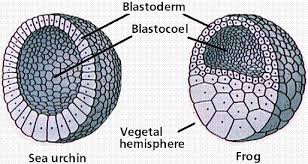 Blastoderm
Blastocoel
Vegetal
hemisphere
Sea urchin
Frog